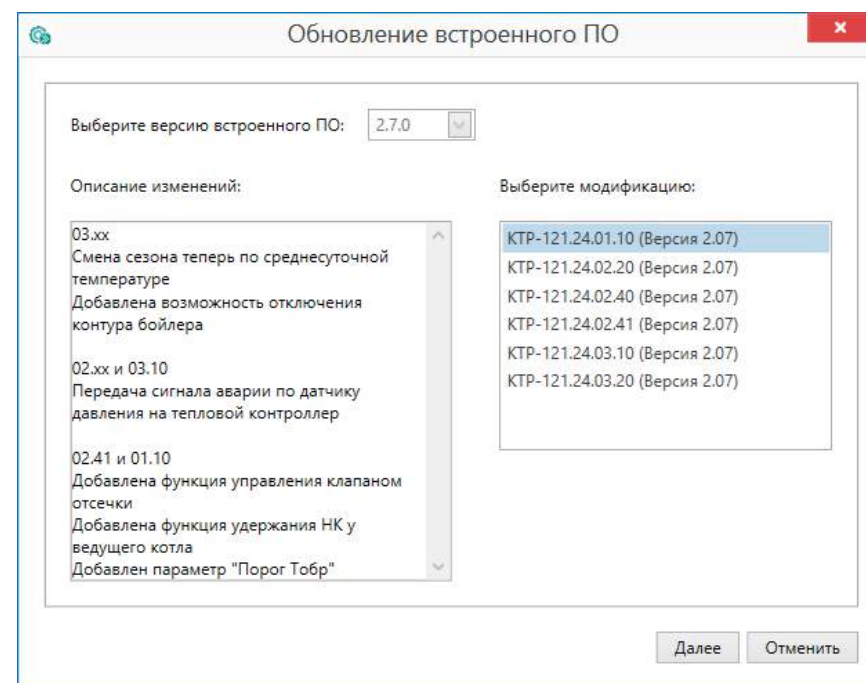 Обновление встроенного ПО
Выберите версию встроенного ПО: 2.7.0
Описание изменений:
03.xx
Смена сезона теперь по среднесуточной
температуре
Добавлена возможность отключения
контура бойлера
02.xx и 03.10
Передача сигнала аварии по датчику
давления на тепловой контроллер
02.41 и 01.10
Добавлена функция управления клапаном
отсечки
Добавлена функция удержания НК у
ведущего котла
Добавлен параметр "Порог Тобр"
Выберите модификацию:
КТР-121.24.01.10 (Версия 2.07)
КТР-121.24.02.20 (Версия 2.07)
КТР-121.24.02.40 (Версия 2.07)
КТР-121.24.02.41 (Версия 2.07)
КТР-121.24.03.10 (Версия 2.07)
КТР-121.24.03.20 (Версия 2.07)
Далее Отменить